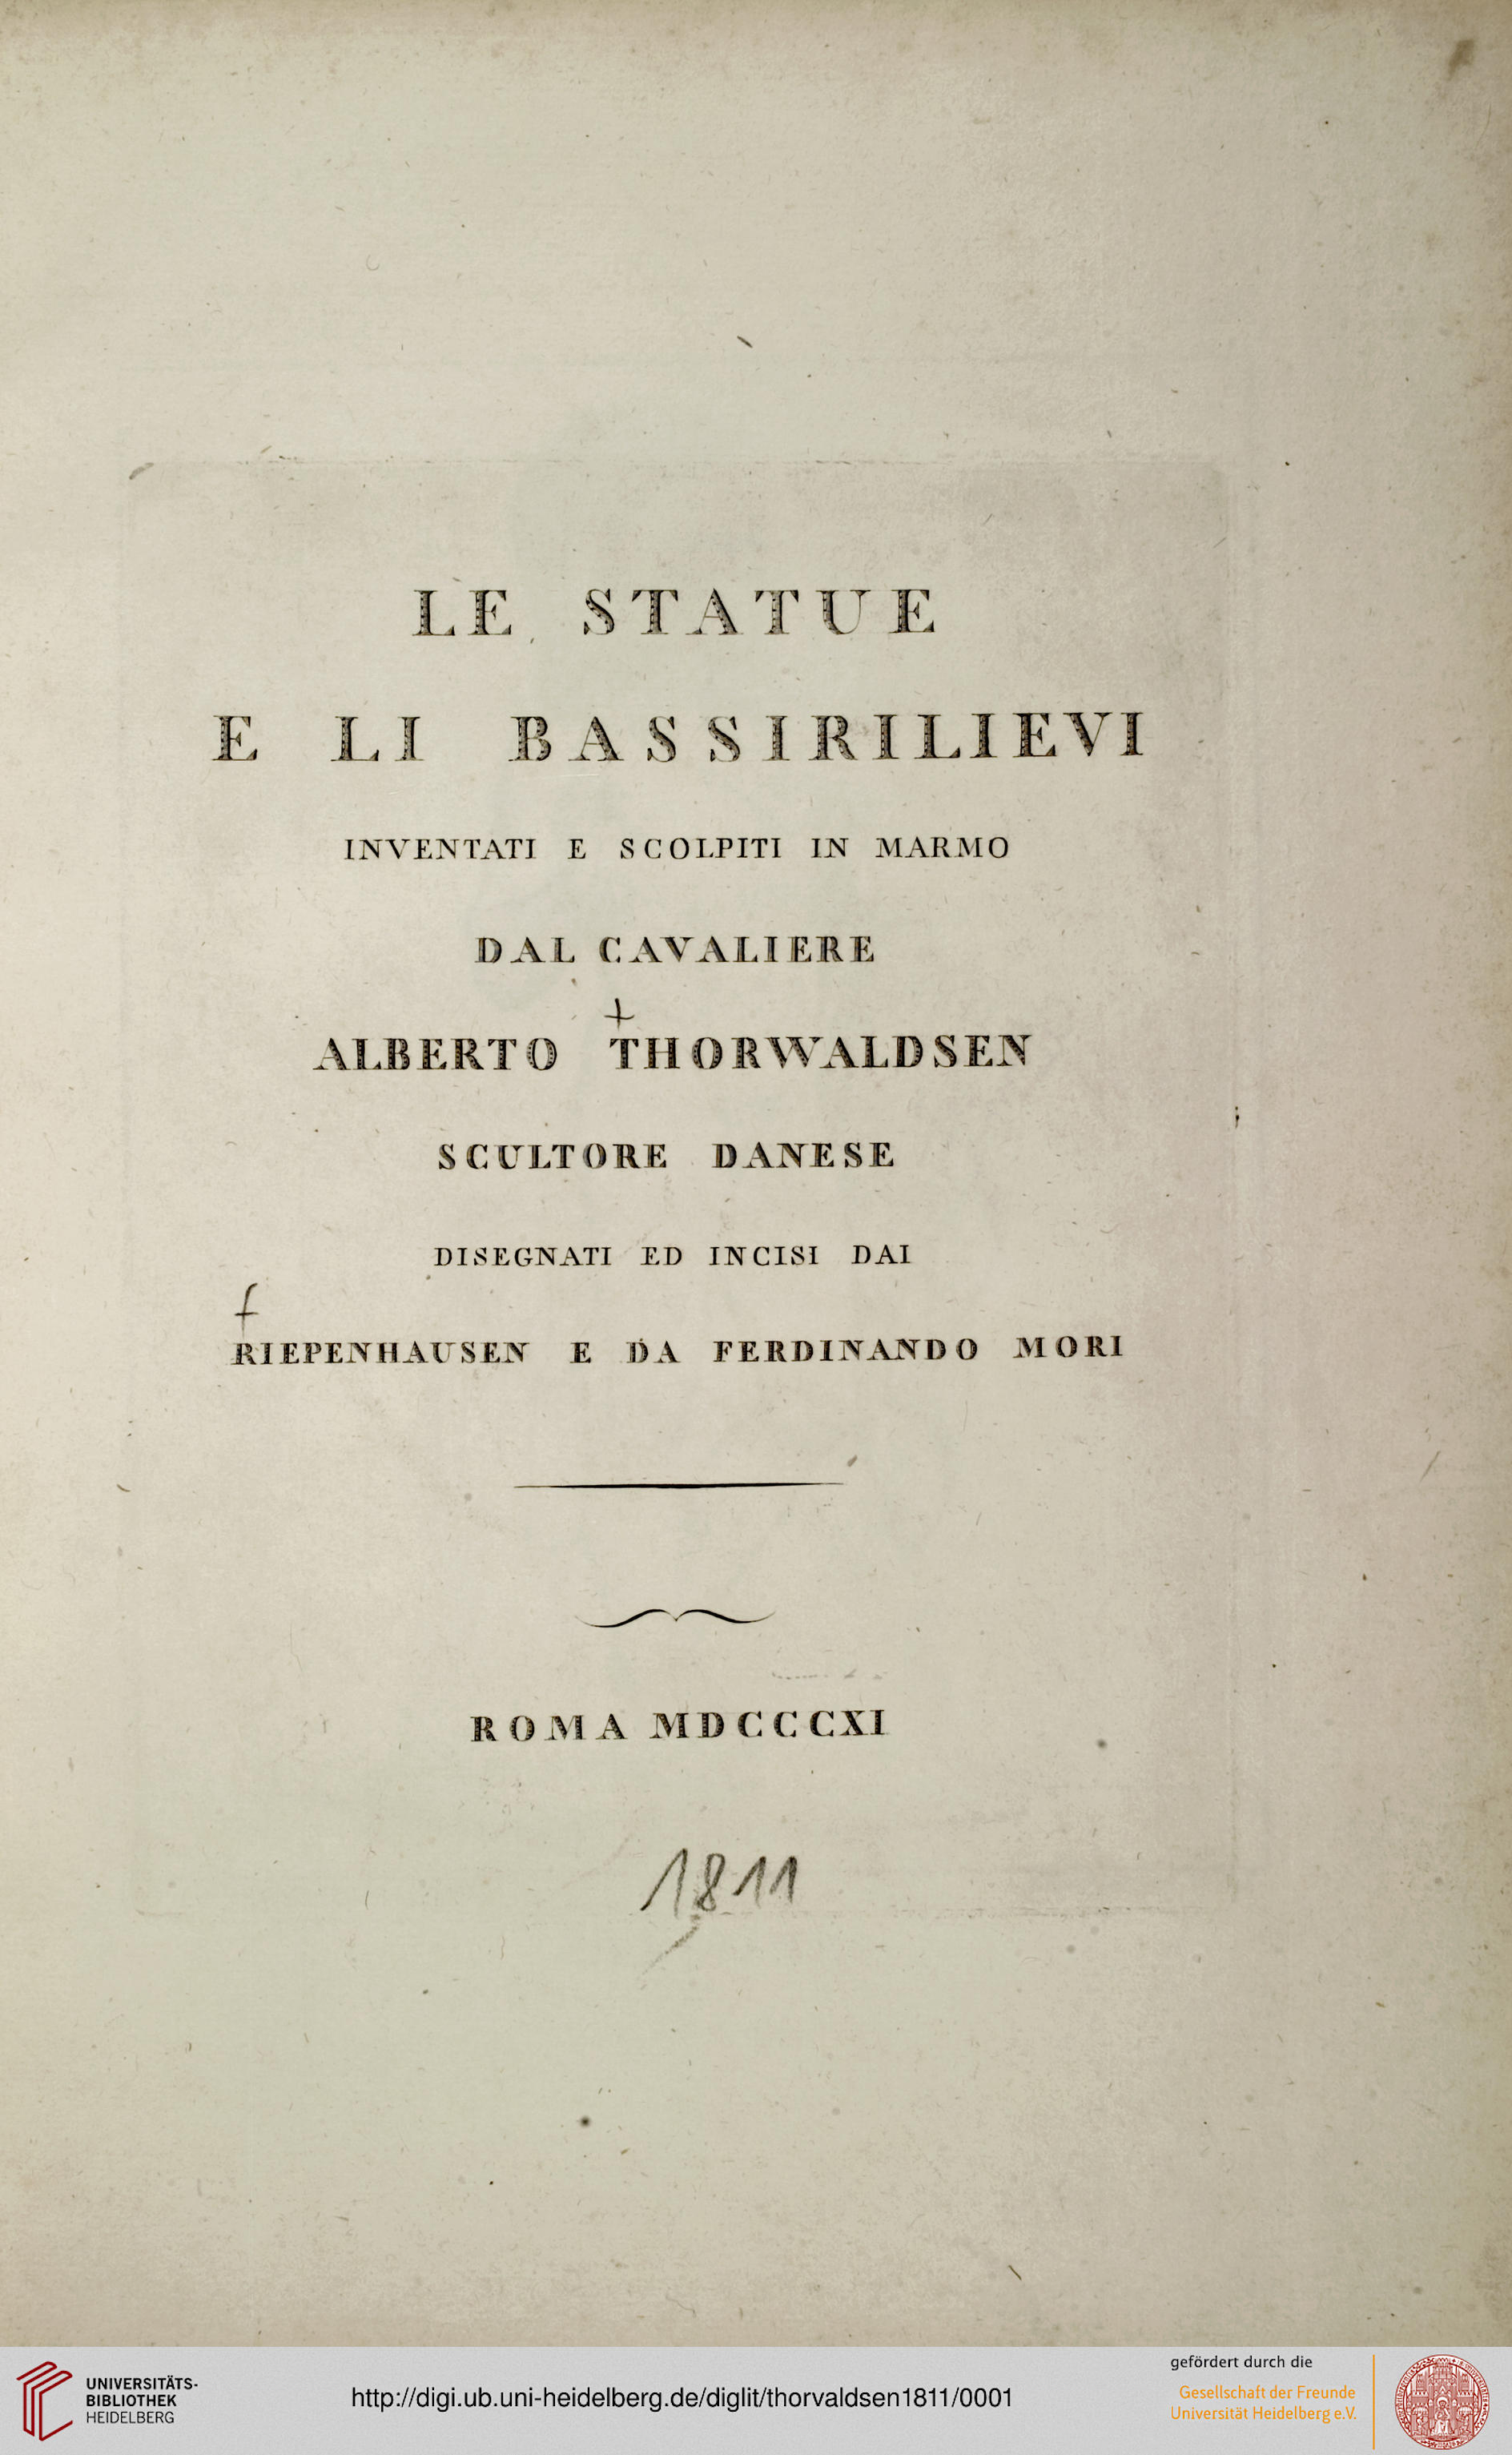 LE STATUE
E LI BASSIRILIEVI
INVENTATI E SCOLPITI IN MARMO
DAL CAVALIERE
ALBERTO THORWALDSEN
SCULTORE DANESE
DISEGNATI ED INCISI DAI
RIEPENHAUSEN E DA FERDINANDO MORI
ROMA MDCCCXI
1811
UNIVERSITÄTS-
BIBLIOTHEK
HEIDELBERG
http://digi.ub.uni-heidelberg.de/diglit/thorvaldsen1811/0001
gefördert durch die
Gesellschaft der Freunde
Universität Heidelberg e.V.